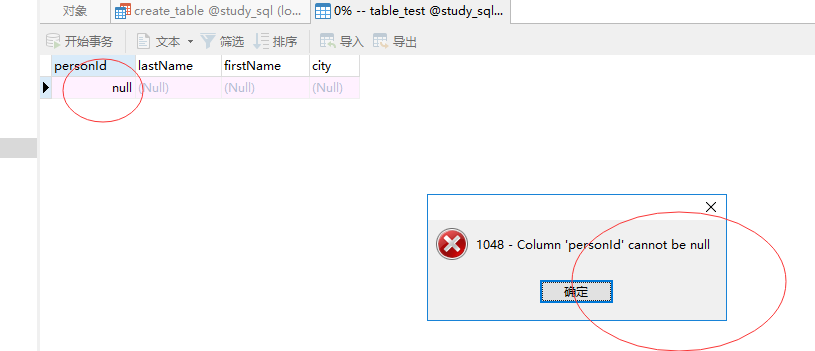 对象 create_table @study_sql (lo... 0% -- table_test @study_sql...
开始事务 文本 筛选 排序 导入 导出
personId lastName firstName city
null (Null) (Null) (Null)
1048 - Column 'personId' cannot be null
确定